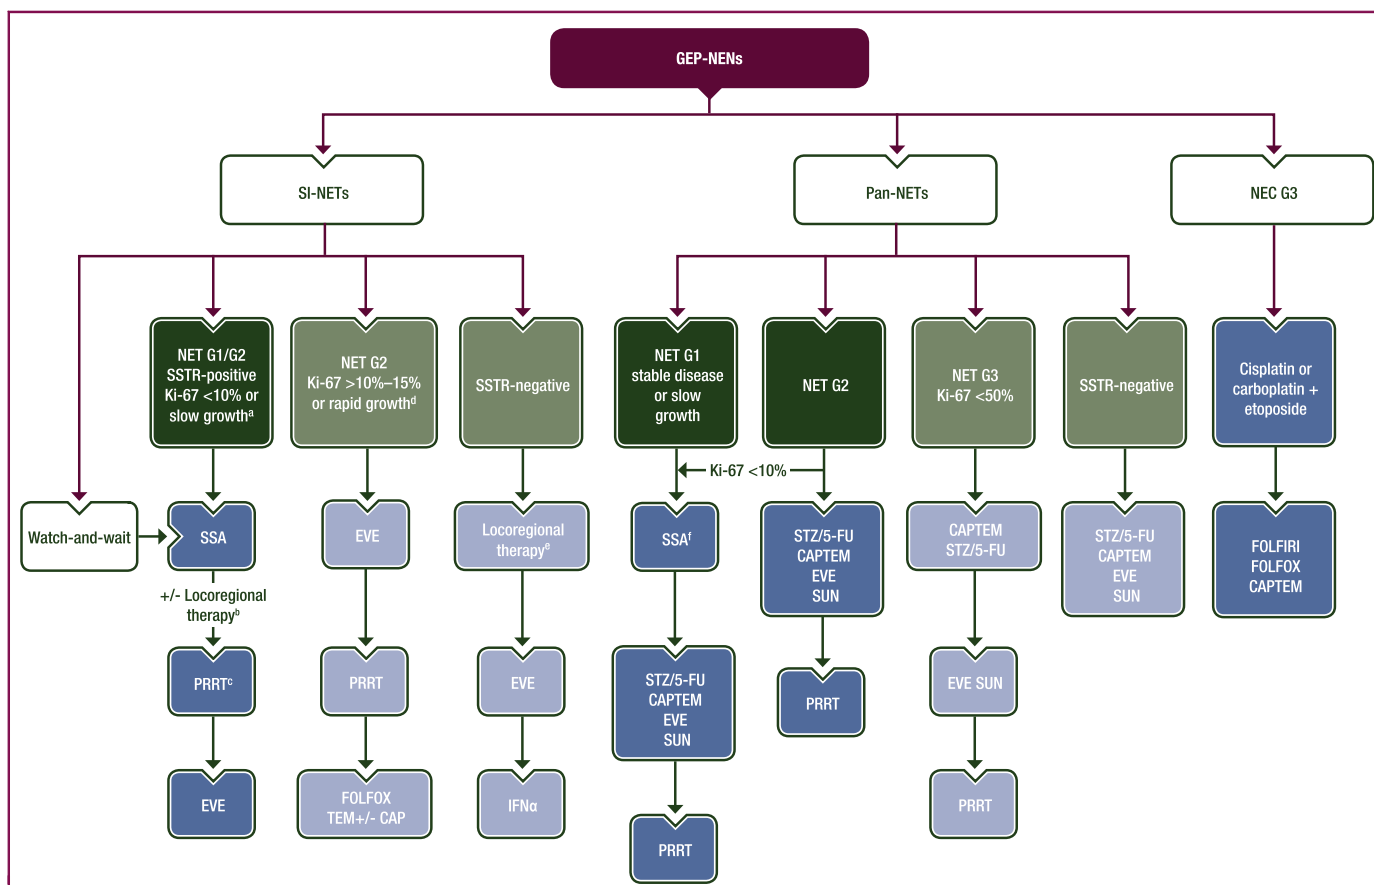 GEP-NENs
SI-NETs
Pan-NETs
NEC G3
NET G1/G2
SSTR-positive
Ki-67 <10% or
slow growthᵃ
NET G2
Ki-67 >10%–15%
or rapid growthᵈ
SSTR-negative
NET G1
stable disease
or slow
growth
NET G2
NET G3
Ki-67 <50%
SSTR-negative
Cisplatin or
carboplatin +
etoposide
Ki-67 <10%
Watch-and-wait
SSA
EVE
Locoregional
therapyᵉ
SSAᶠ
STZ/5-FU
CAPTEM
EVE
SUN
CAPTEM
STZ/5-FU
STZ/5-FU
CAPTEM
EVE
SUN
FOLFIRI
FOLFOX
CAPTEM
+/- Locoregional
therapyᵇ
PRRTᶜ
PRRT
EVE
STZ/5-FU
CAPTEM
EVE
SUN
PRRT
EVE SUN
EVE
FOLFOX
TEM+/- CAP
IFNα
PRRT
PRRT